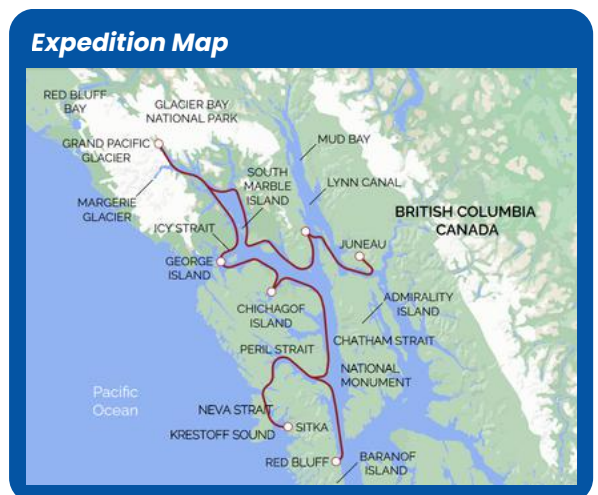 Expedition Map
RED BLUFF
BAY
GLACIER BAY
NATIONAL PARK
GRAND PACIFIC
GLACIER
MUD BAY
SOUTH
MARBLE
ISLAND
LYNN CANAL
MARGERIE
GLACIER
BRITISH COLUMBIA
CANADA
ICY STRAIT
JUNEAU
GEORGE
ISLAND
ADMIRALITY
ISLAND
CHICHAGOF
ISLAND
CHATHAM STRAIT
PERIL STRAIT
NATIONAL
MONUMENT
Pacific
Ocean
NEVA STRAIT
SITKA
KRESTOFF SOUND
RED BLUFF
BARANOF
ISLAND